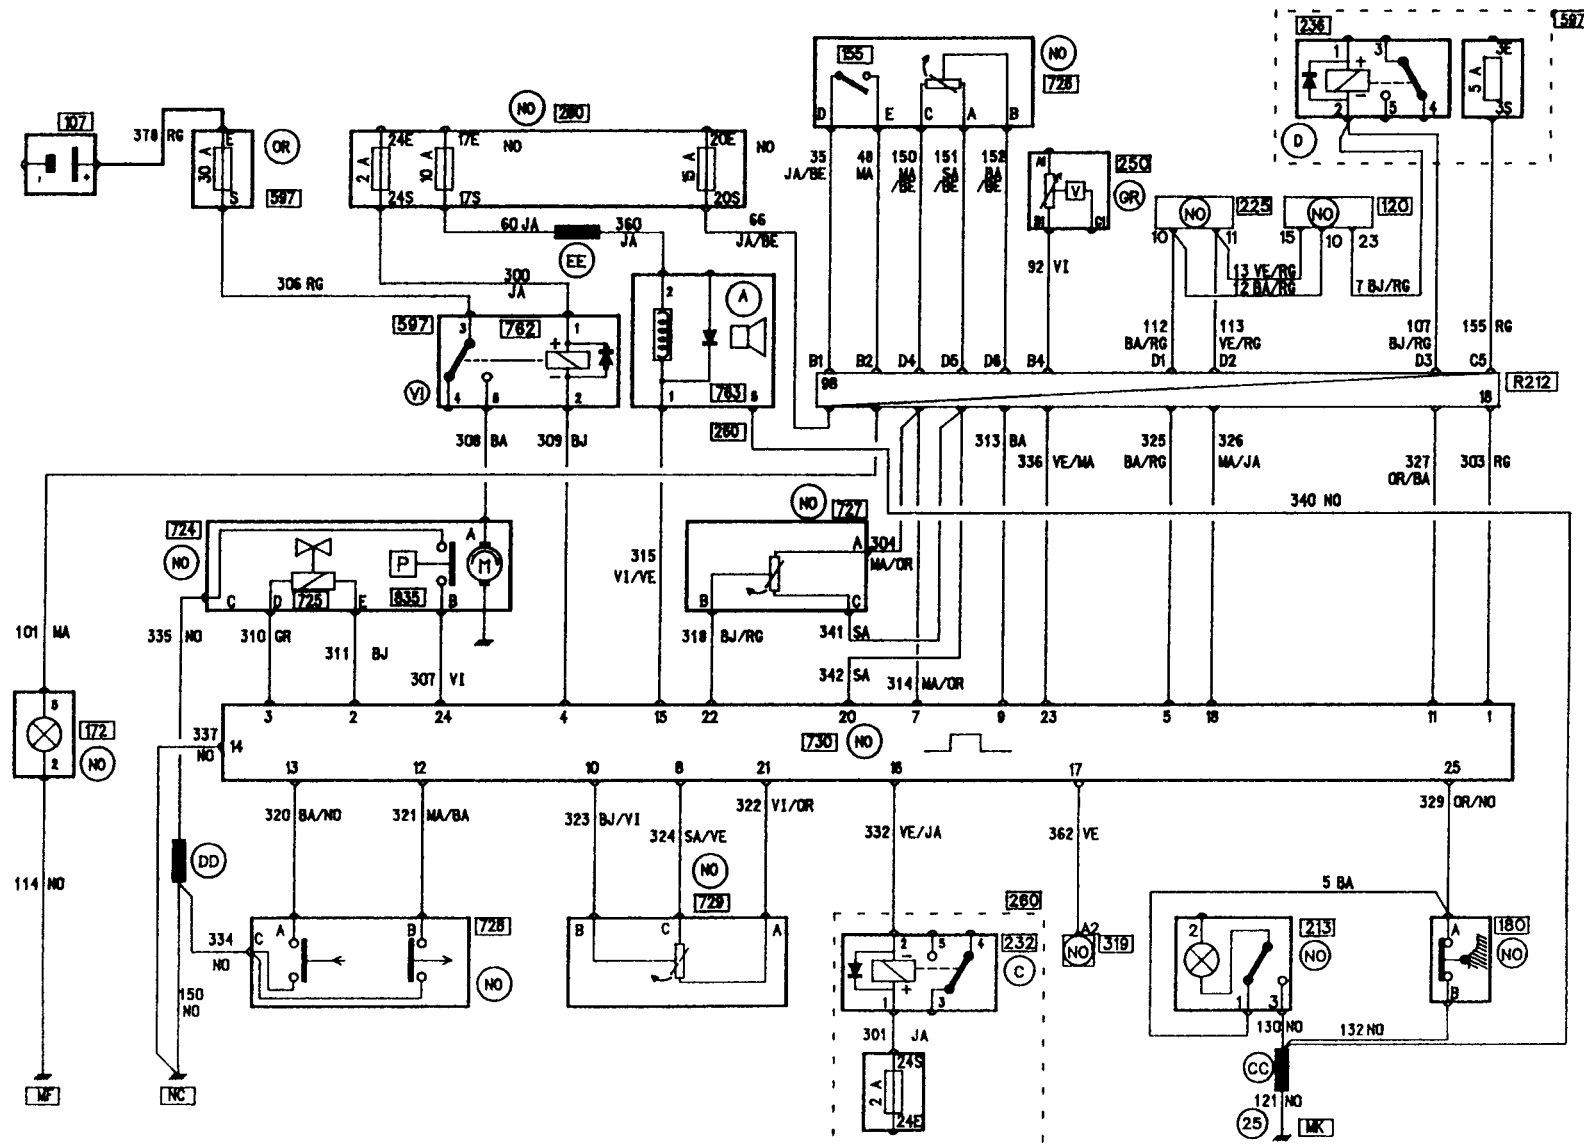 107
378 RG
30 A
E
S
OR
597
NO
260
24E
17E
20E
NO
NO
2 A
10 A
15 A
24S
17S
20S
60 JA
360
JA
66
JA/BE
EE
300
JA
306 RG
155
NO
726
D
E
C
A
B
35
JA/BE
48
MA
150
MA
/BE
151
SA
/BE
152
BA
/BE
250
A1
V
GR
B1
C1
92 VI
236
597
1
3
2
5
4
D
3E
5 A
3S
NO
225
NO
120
10
11
15
10
23
13 VE/RG
12 BA/RG
7 BJ/RG
112
BA/RG
113
VE/RG
107
BJ/RG
155 RG
B1
B2
D4
D5
D6
B4
D1
D2
D3
C5
R212
18
597
762
3
1
VI
4
2
2
A
763
1
260
308 BA
309 BJ
313 BA
336 VE/MA
325
BA/RG
326
MA/JA
327
OR/BA
303 RG
340 NO
724
NO
A
P
M
725
835
C
D
E
B
315
VI/VE
NO
727
A
304
MA/OR
B
C
101 MA
335 NO
310 GR
311 BJ
307 VI
318 BJ/RG
341 SA
342 SA
314 MA/OR
3
2
24
4
15
22
20
7
9
23
5
18
11
1
172
NO
2
337
NO
14
730
NO
13
12
10
8
21
16
17
25
320 BA/NO
321 MA/BA
323 BJ/VI
324 SA/VE
322 VI/OR
332 VE/JA
362 VE
329 OR/NO
DD
114 NO
5 BA
334
NO
150
NO
A
B
C
728
NO
NO
729
B
C
A
260
232
C
2
5
4
1
3
A2
NO
319
2
213
NO
1
3
A
180
NO
B
301 JA
24S
2 A
24E
130 NO
132 NO
CC
121 NO
25
MK
MF
NC